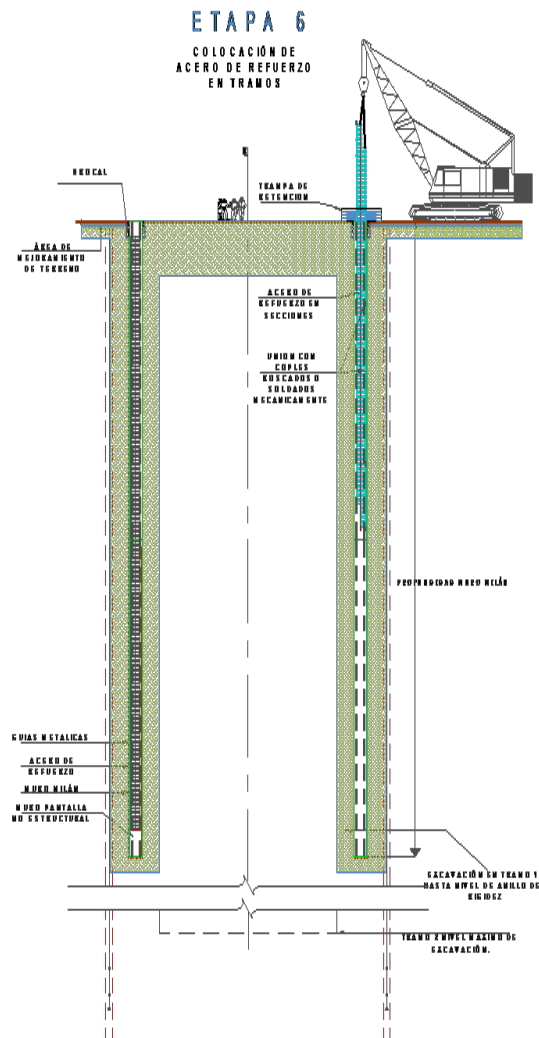 ETAPA 6
COLOCACIÓN DE
ACERO DE REFUERZO
EN TRAMOS
BROCAL
TRAMPA DE
RETENCION
ÁREA DE
MEJORAMIENTO
DE TERRENO
ACERO DE
REFUERZO EN
SECCIONES
UNION CON
COPLES
ROSCADOS O
SOLDADOS
MECANICAMENTE
PROFUNDIDAD MURO MILÁN
GUIAS METALICAS
ACERO DE
REFUERZO
MURO MILÁN
MURO PANTALLA
NO ESTRUCTURAL
EXCAVACIÓN EN TRAMO 1
HASTA NIVEL DE ANILLO DE
RIGIDEZ
TRAMO 2 NIVEL MAXIMO DE
EXCAVACIÓN.